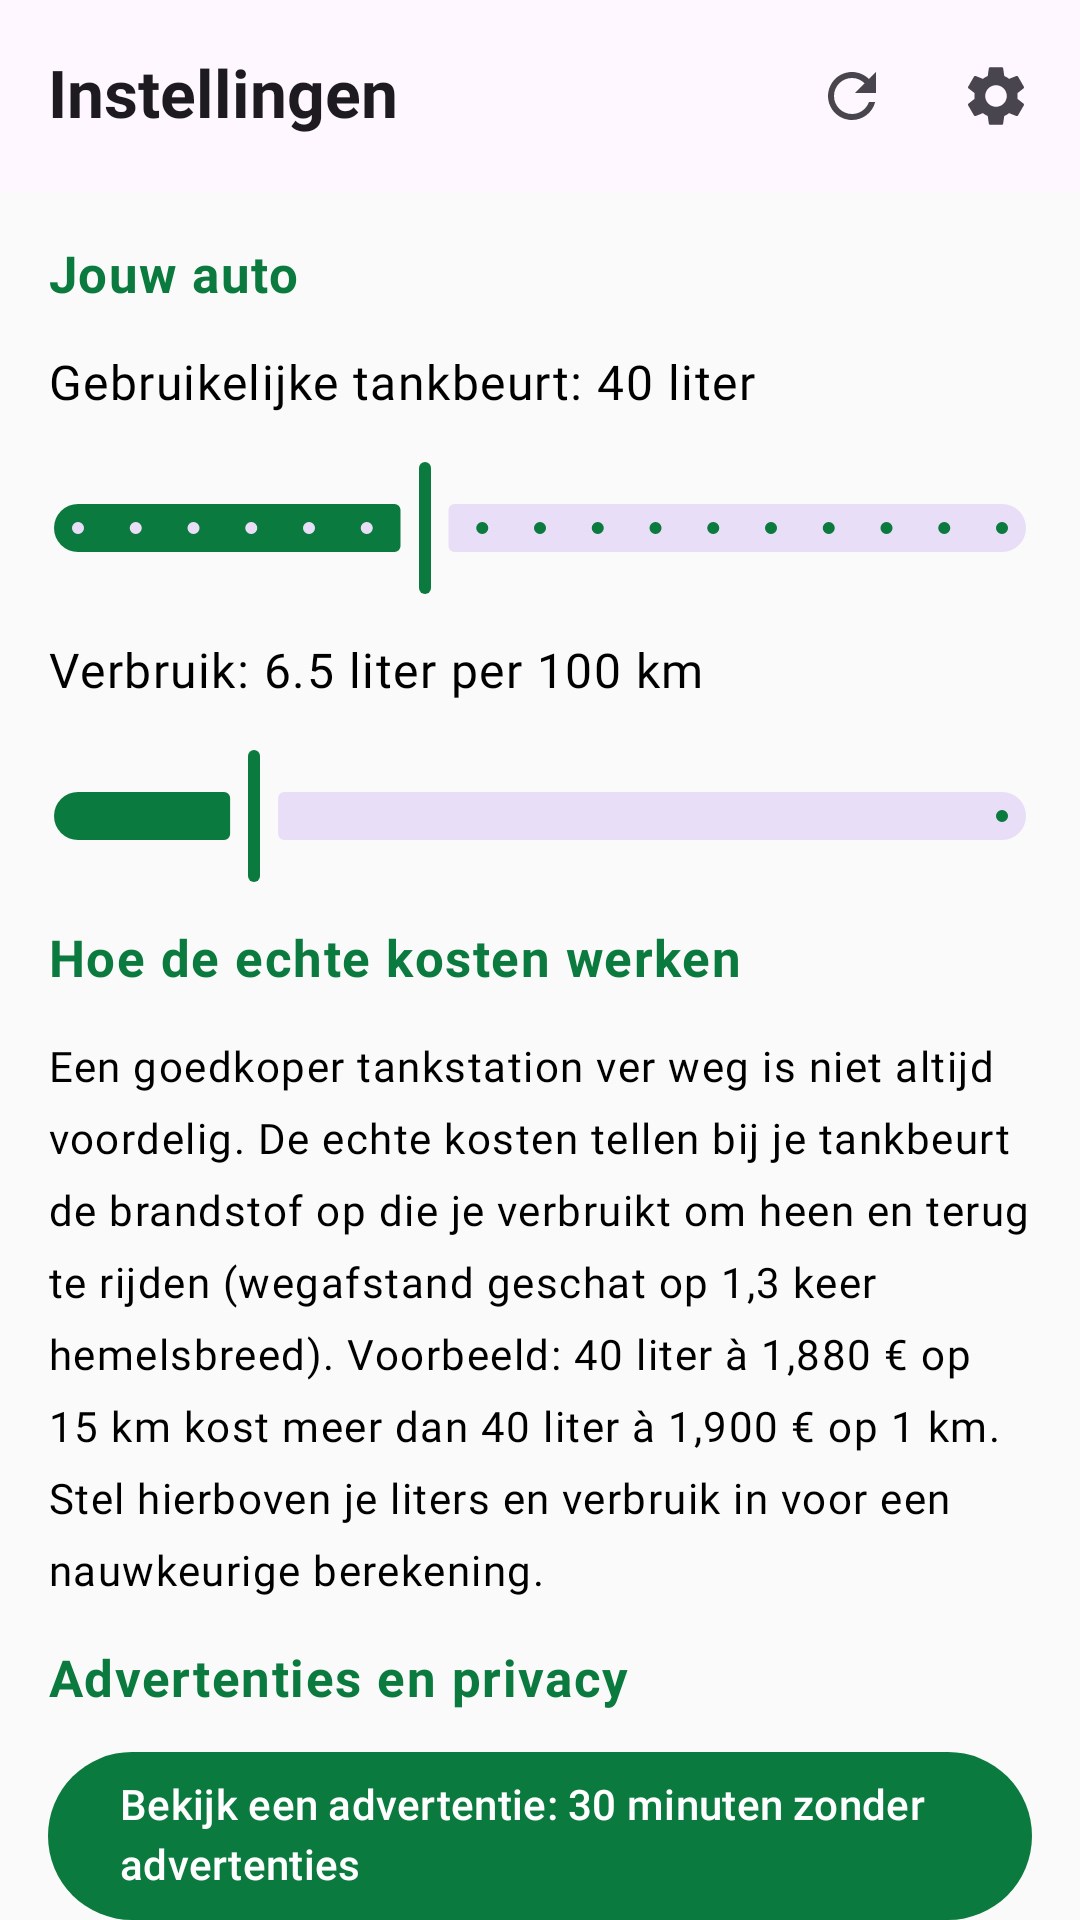 Instellingen
Jouw auto
Gebruikelijke tankbeurt: 40 liter
Verbruik: 6.5 liter per 100 km
Hoe de echte kosten werken
Een goedkoper tankstation ver weg is niet altijd
voordelig. De echte kosten tellen bij je tankbeurt
de brandstof op die je verbruikt om heen en terug
te rijden (wegafstand geschat op 1,3 keer
hemelsbreed). Voorbeeld: 40 liter à 1,880 € op
15 km kost meer dan 40 liter à 1,900 € op 1 km.
Stel hierboven je liters en verbruik in voor een
nauwkeurige berekening.
Advertenties en privacy
Bekijk een advertentie: 30 minuten zonder
advertenties